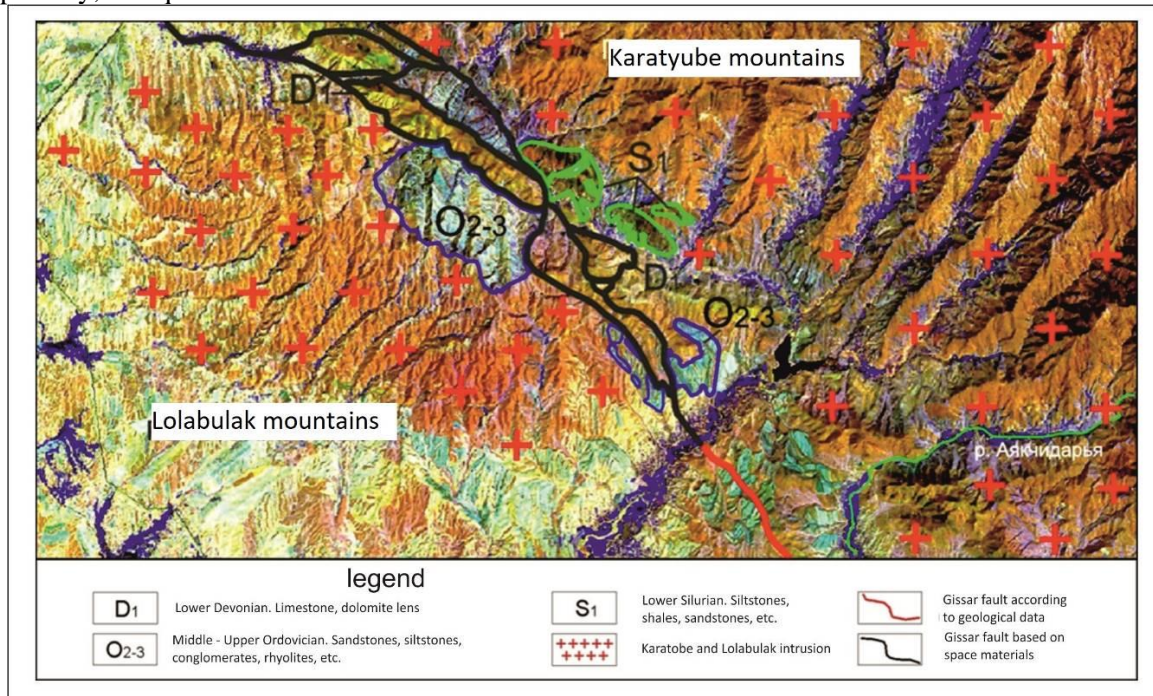 Karatyube mountains
D1
S1
O2-3
D1
O2-3
Lolabulak mountains
р. Аякчидарья
legend
D1
Lower Devonian. Limestone, dolomite lens
O2-3
Middle - Upper Ordovician. Sandstones, siltstones,
conglomerates, rhyolites, etc.
S1
Lower Silurian. Siltstones,
shales, sandstones, etc.
Karatobe and Lolabulak intrusion
Gissar fault according
to geological data
Gissar fault based on
space materials